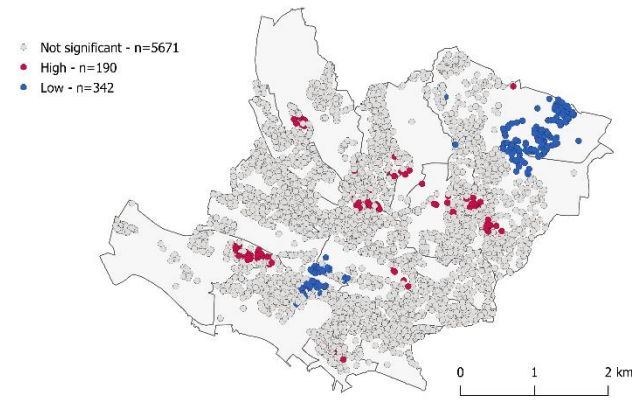 Not significant - n=5671
High - n=190
Low - n=342
0 1 2 km